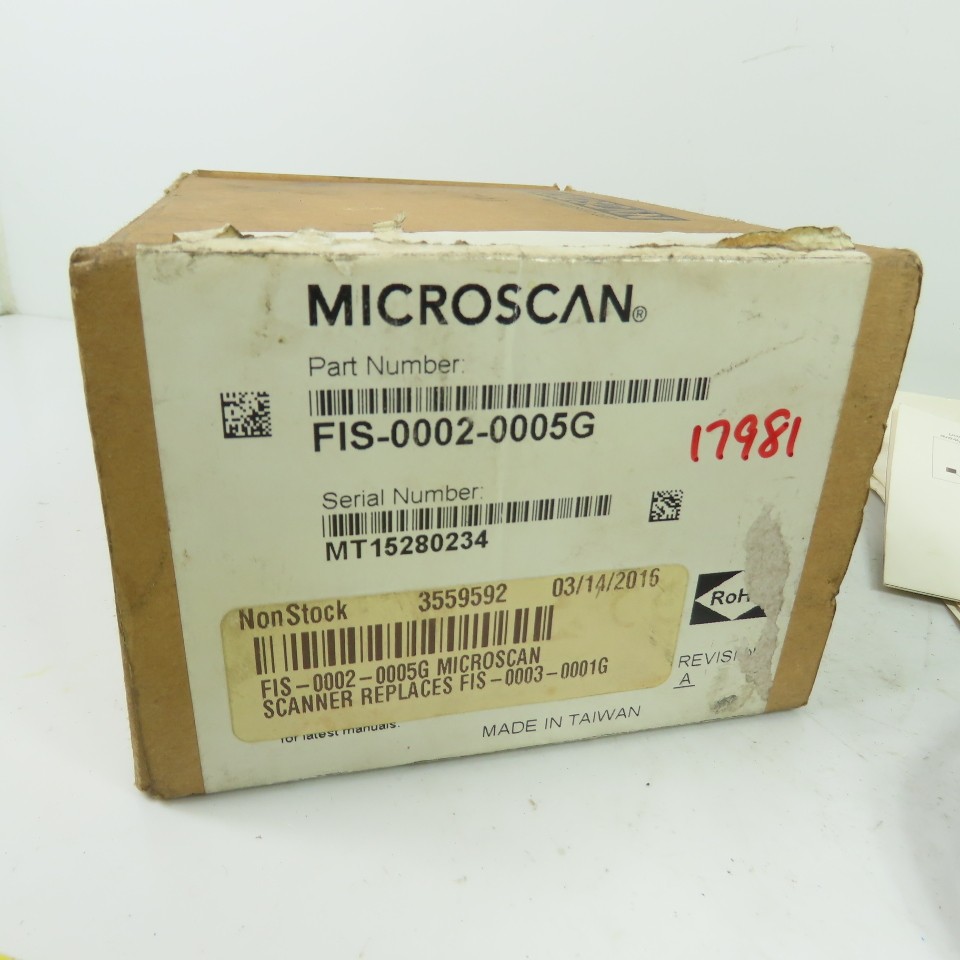 MICROSCAN®
Part Number:
FIS-0002-0005G
17981
Serial Number:
MT15280234
NonStock 3559592 03/14/2016
FIS-0002-0005G MICROSCAN
SCANNER REPLACES FIS-0003-0001G
RoH
REVISI
A
for latest manuals.
MADE IN TAIWAN